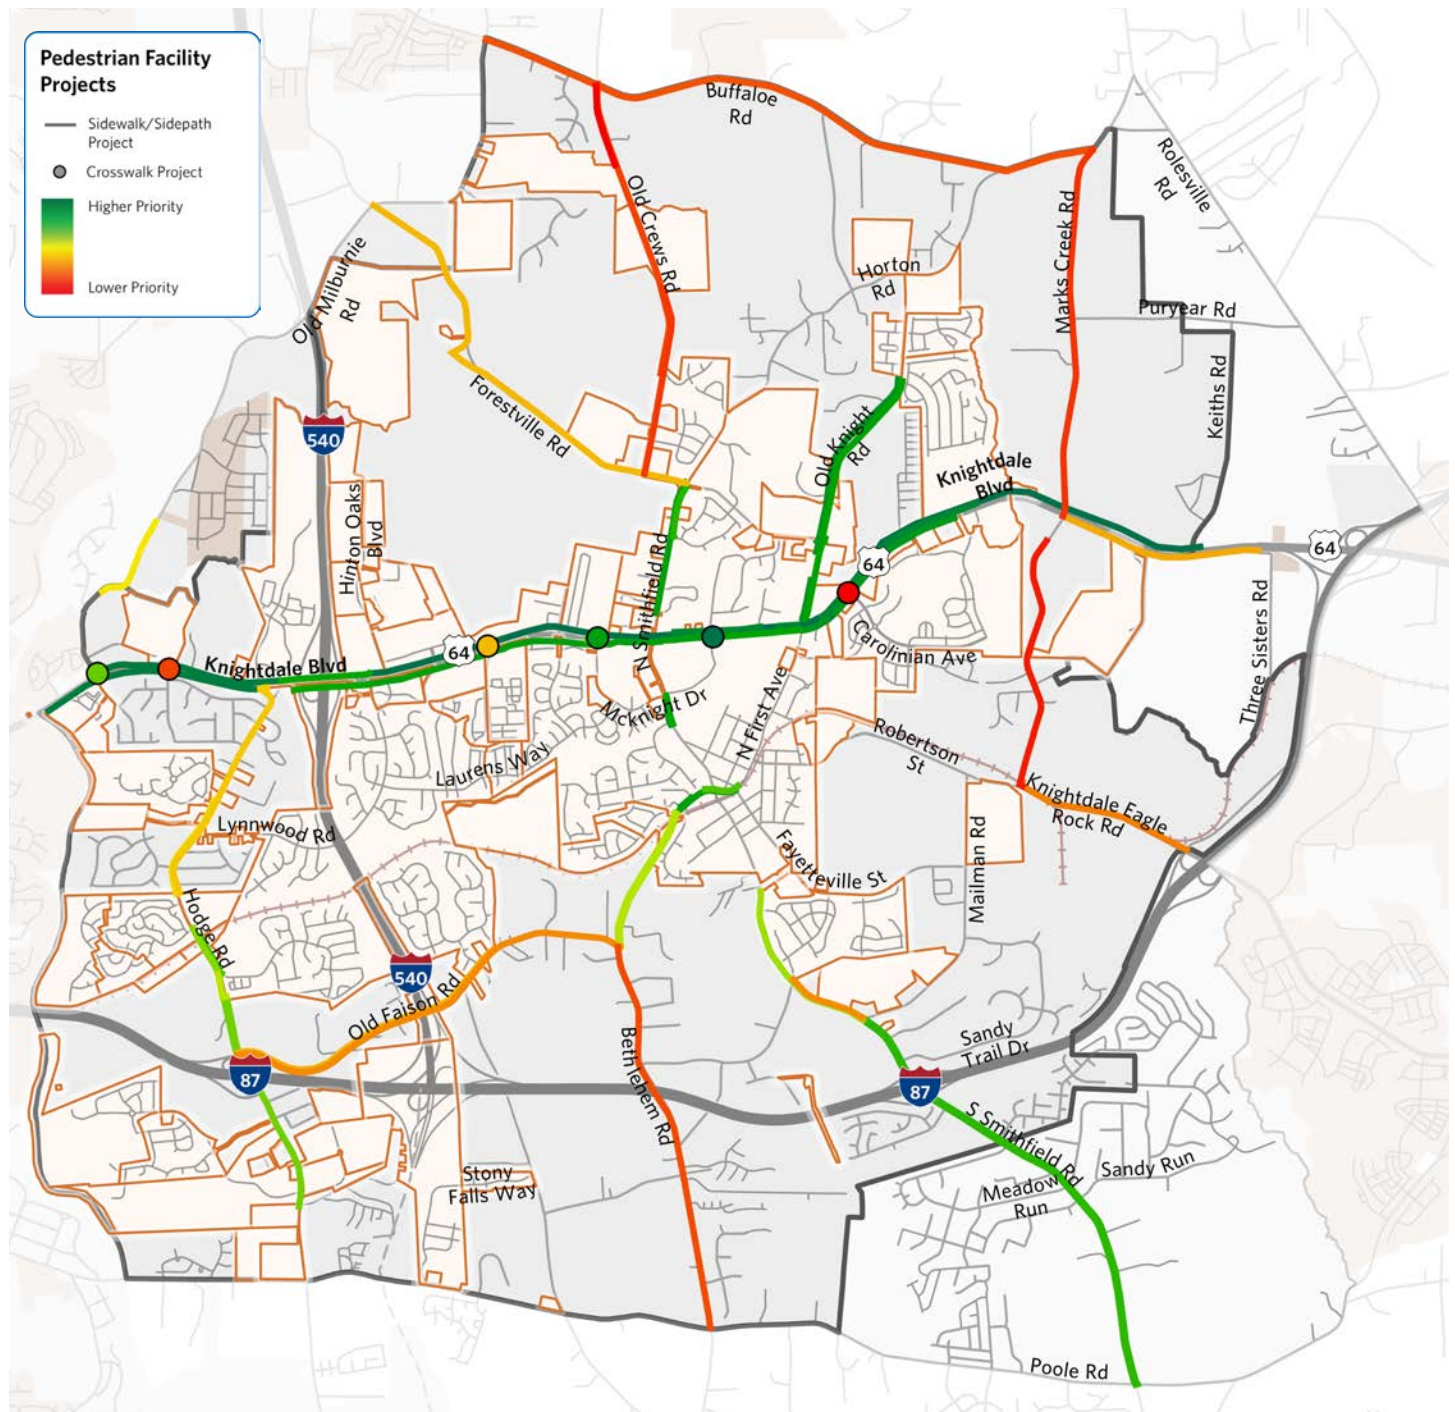 Pedestrian Facility
Projects
Sidewalk/Sidepath
Project
Crosswalk Project
Higher Priority
Lower Priority
Buffaloe
Rd
Rolesville
Rd
Old Crews Rd
Marks Creek Rd
Old Milburnie
Rd
Horton
Rd
Puryear Rd
Keiths Rd
Forestville Rd
540
Old Knight
Rd
Knightdale
Blvd
Hinton Oaks
Blvd
64
64
N Smithfield Rd
Three Sisters Rd
Carolinian Ave
64
Knightdale Blvd
Mcknight Dr
N First Ave
Robertson
St
Laurens Way
Knightdale Eagle
Rock Rd
Lynnwood Rd
Fayetteville St
Mailman Rd
Hodge Rd
540
Old Faison Rd
Sandy
Trail Dr
87
87
Bethlehem Rd
S Smithfield Rd
Sandy Run
Stony
Falls Way
Meadow
Run
Poole Rd